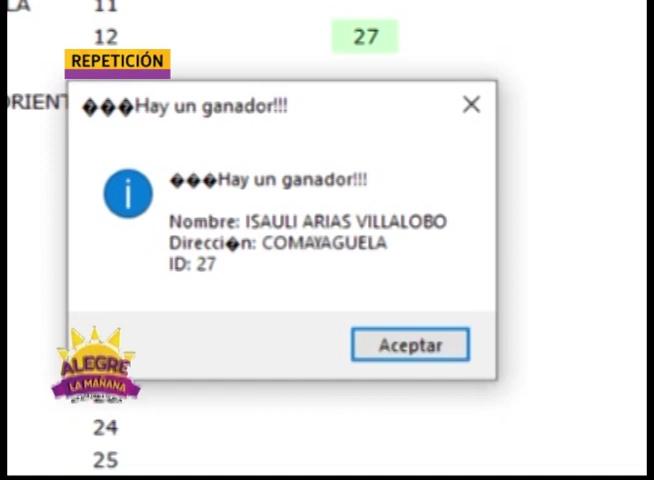 LA 11
12 27
REPETICIÓN
ORIENT
���Hay un ganador!!!
���Hay un ganador!!!
Nombre: ISAULI ARIAS VILLALOBO
Direcci�n: COMAYAGUELA
ID: 27
Aceptar
ALEGRE
LA MAÑANA
24
25